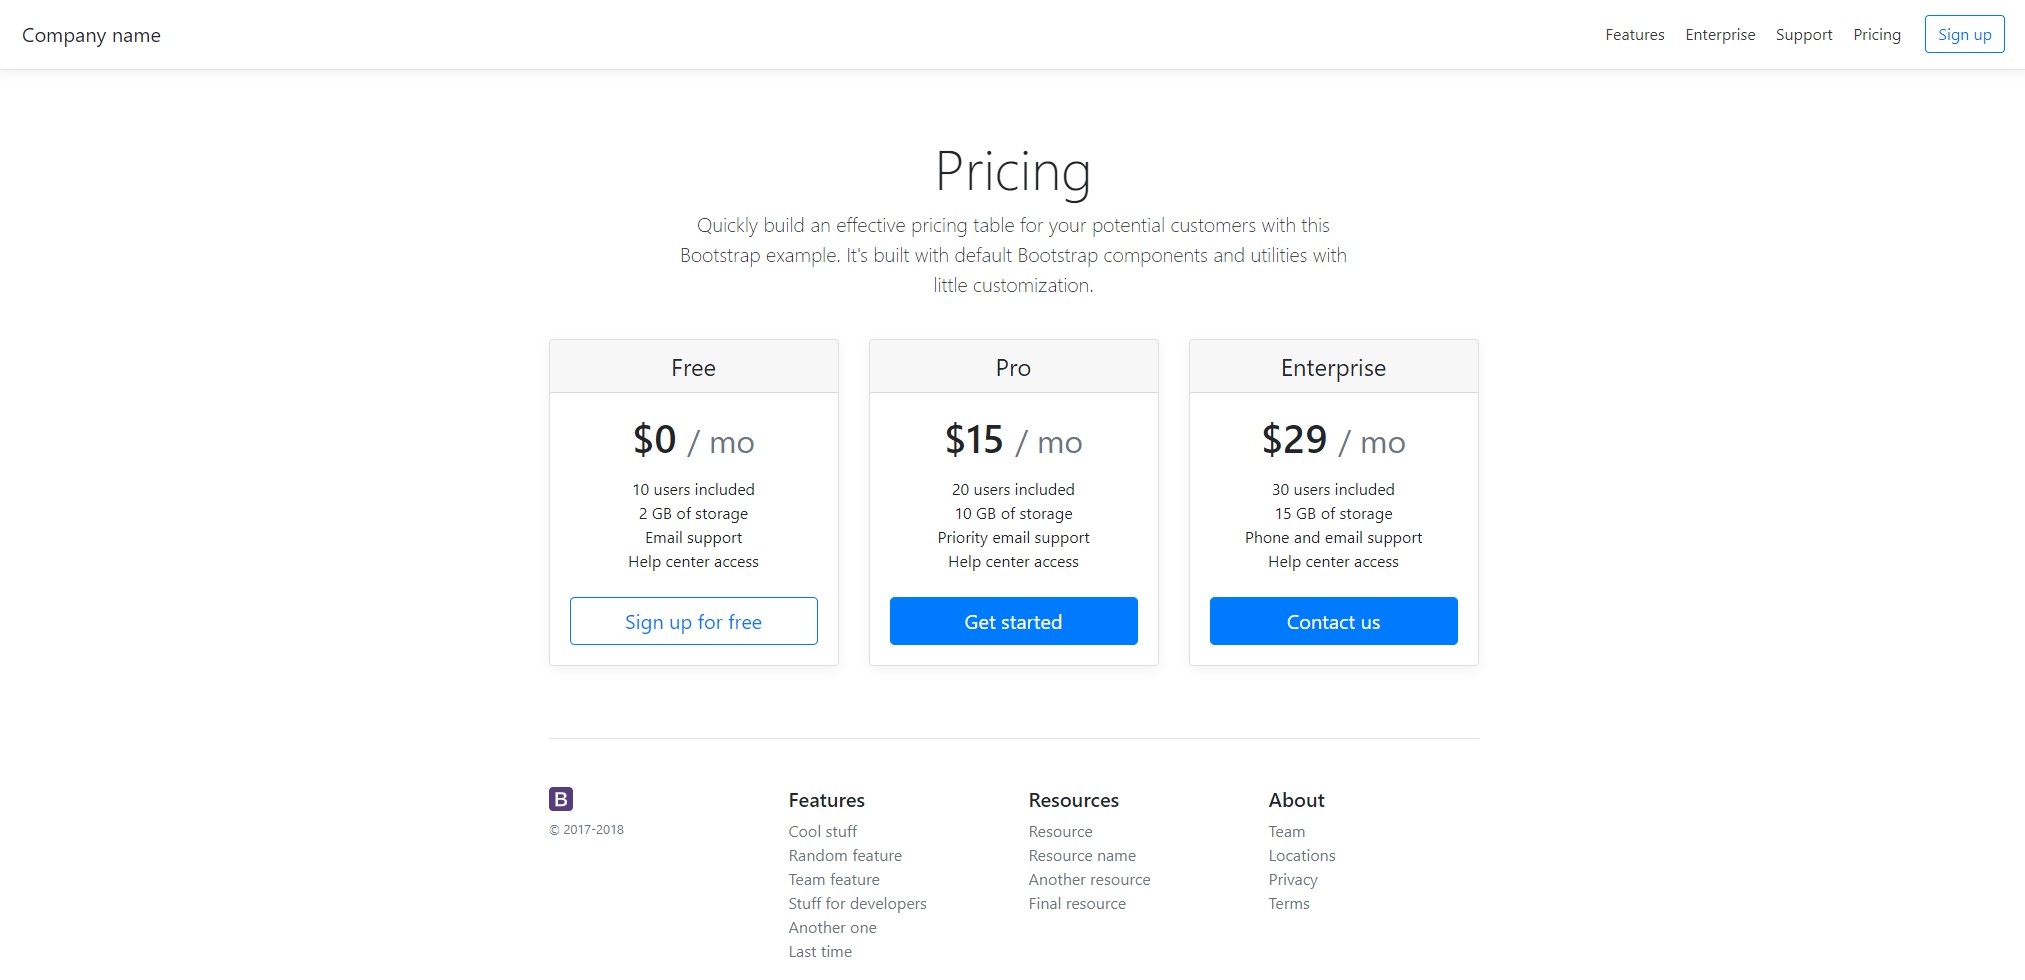 Company name
Features
Enterprise
Support
Pricing
Sign up
Pricing
Quickly build an effective pricing table for your potential customers with this
Bootstrap example. It's built with default Bootstrap components and utilities with
little customization.
Free
$0 / mo
10 users included
2 GB of storage
Email support
Help center access
Sign up for free
Pro
$15 / mo
20 users included
10 GB of storage
Priority email support
Help center access
Get started
Enterprise
$29 / mo
30 users included
15 GB of storage
Phone and email support
Help center access
Contact us
B
© 2017-2018
Features
Cool stuff
Random feature
Team feature
Stuff for developers
Another one
Last time
Resources
Resource
Resource name
Another resource
Final resource
About
Team
Locations
Privacy
Terms